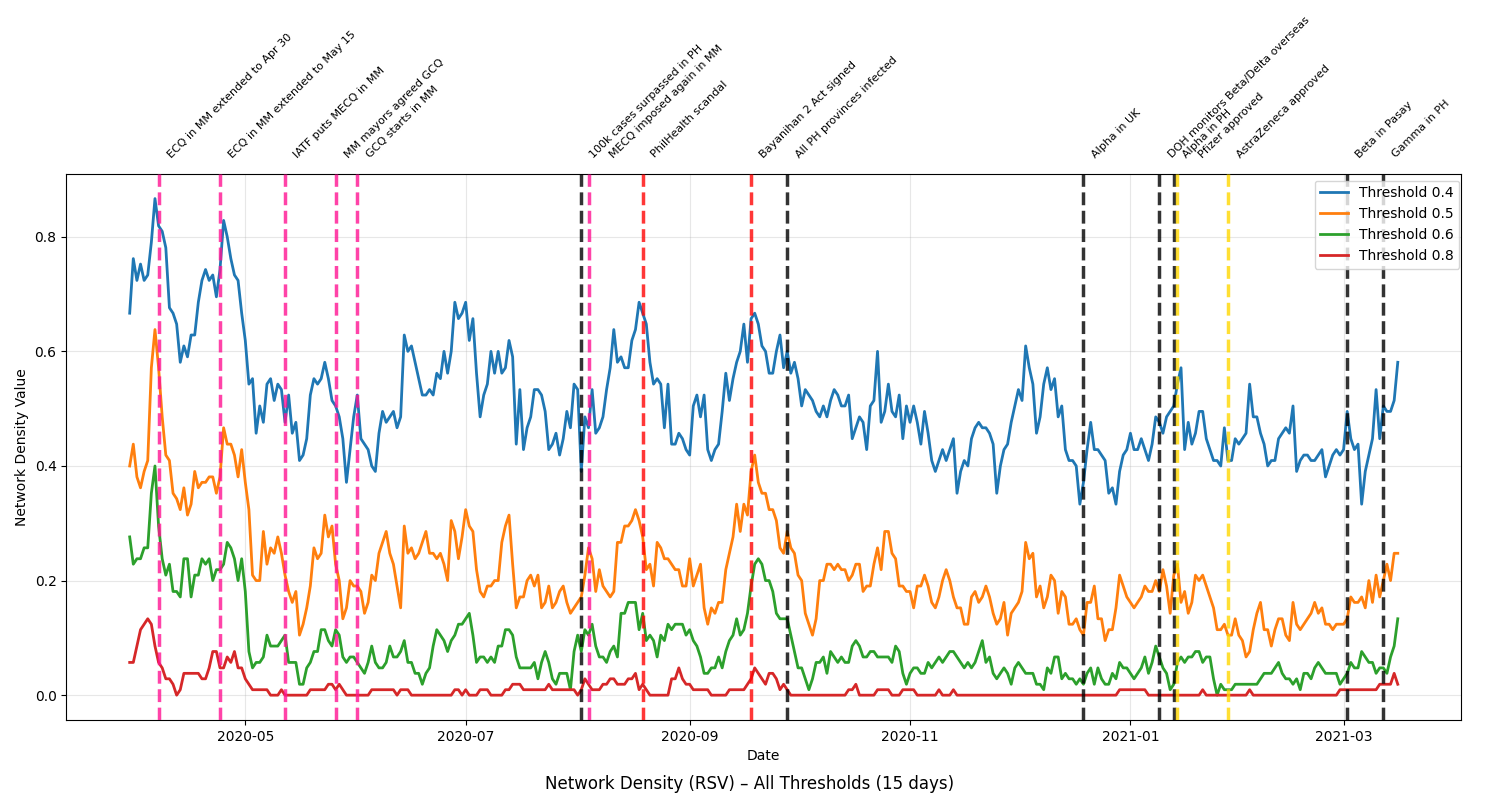 ECQ in MM extended to Apr 30
ECQ in MM extended to May 15
IATF puts MECQ in MM
MM mayors agreed GCQ
GCQ starts in MM
100k cases surpassed in PH
MECQ imposed again in MM
PhilHealth scandal
Bayanihan 2 Act signed
All PH provinces infected
Alpha in UK
DOH monitors Beta/Delta overseas
Alpha in PH
Pfizer approved
AstraZeneca approved
Beta in Pasay
Gamma in PH
Threshold 0.4
Threshold 0.5
Threshold 0.6
Threshold 0.8
Network Density Value
0.8
0.6
0.4
0.2
0.0
2020-05
2020-07
2020-09
2020-11
2021-01
2021-03
Date
Network Density (RSV) – All Thresholds (15 days)